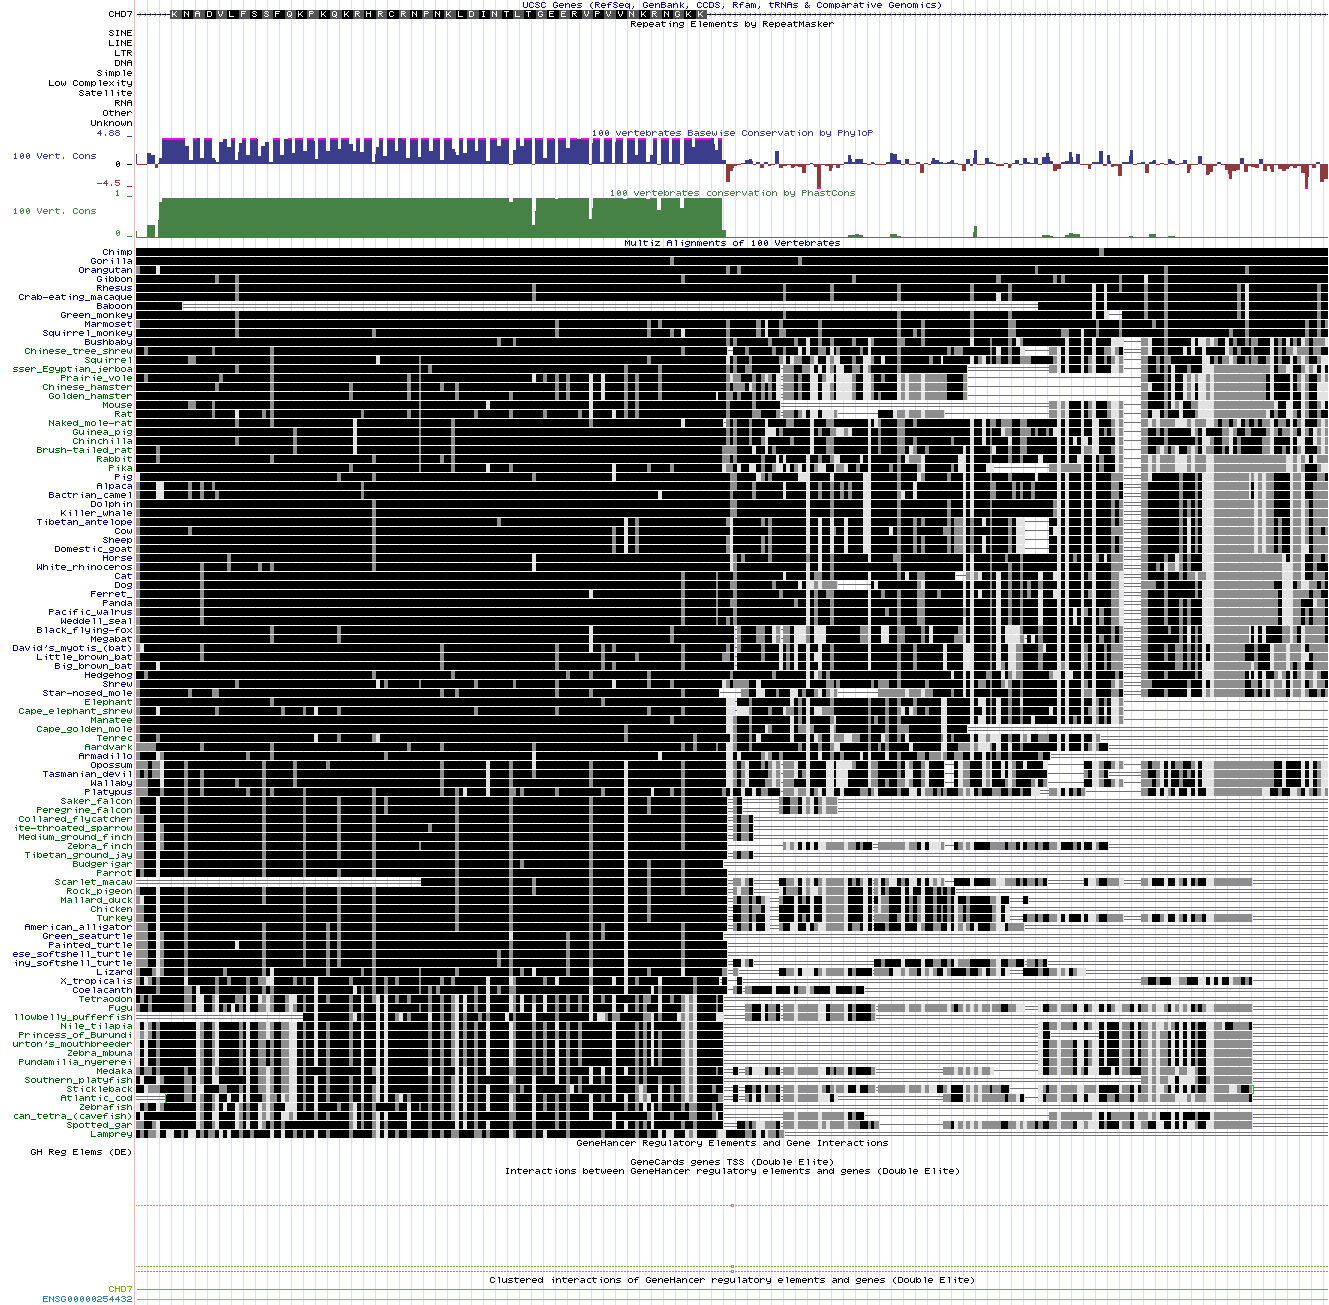 UCSC Genes (RefSeq, GenBank, CCDS, Rfam, tRNAs & Comparative Genomics)
CHD7 K N A D V L F S S F Q K P K Q K R H R C R N P N K L D I N T L T G E E R V P V V N K R N G K K
Repeating Elements by RepeatMasker
SINE
LINE
LTR
DNA
Simple
Low Complexity
Satellite
RNA
Other
Unknown
100 vertebrates Basewise Conservation by PhyloP
4.88 _
100 Vert. Cons
0 _
-4.5 _
100 vertebrates conservation by PhastCons
1 _
100 Vert. Cons
0 _
Multiz Alignments of 100 Vertebrates
Chimp
Gorilla
Orangutan
Gibbon
Rhesus
Crab-eating_macaque
Baboon
Green_monkey
Marmoset
Squirrel_monkey
Bushbaby
Chinese_tree_shrew
Squirrel
sser_Egyptian_jerboa
Prairie_vole
Chinese_hamster
Golden_hamster
Mouse
Rat
Naked_mole-rat
Guinea_pig
Chinchilla
Brush-tailed_rat
Rabbit
Pika
Pig
Alpaca
Bactrian_camel
Dolphin
Killer_whale
Tibetan_antelope
Cow
Sheep
Domestic_goat
Horse
White_rhinoceros
Cat
Dog
Ferret_
Panda
Pacific_walrus
Weddell_seal
Black_flying-fox
Megabat
David's_myotis_(bat)
Little_brown_bat
Big_brown_bat
Hedgehog
Shrew
Star-nosed_mole
Elephant
Cape_elephant_shrew
Manatee
Cape_golden_mole
Tenrec
Aardvark
Armadillo
Opossum
Tasmanian_devil
Wallaby
Platypus
Saker_falcon
Peregrine_falcon
Collared_flycatcher
ite-throated_sparrow
Medium_ground_finch
Zebra_finch
Tibetan_ground_jay
Budgerigar
Parrot
Scarlet_macaw
Rock_pigeon
Mallard_duck
Chicken
Turkey
American_alligator
Green_seaturtle
Painted_turtle
ese_softshell_turtle
iny_softshell_turtle
Lizard
X_tropicalis
Coelacanth
Tetraodon
Fugu
llowbelly_pufferfish
Nile_tilapia
Princess_of_Burundi
urton's_mouthbreeder
Zebra_mbuna
Pundamilia_nyererei
Medaka
Southern_platyfish
Stickleback
Atlantic_cod
Zebrafish
can_tetra_(cavefish)
Spotted_gar
Lamprey
GeneHancer Regulatory Elements and Gene Interactions
GH Reg Elems (DE)
GeneCards genes TSS (Double Elite)
Interactions between GeneHancer regulatory elements and genes (Double Elite)
Clustered interactions of GeneHancer regulatory elements and genes (Double Elite)
CHD7
ENSG00000254432